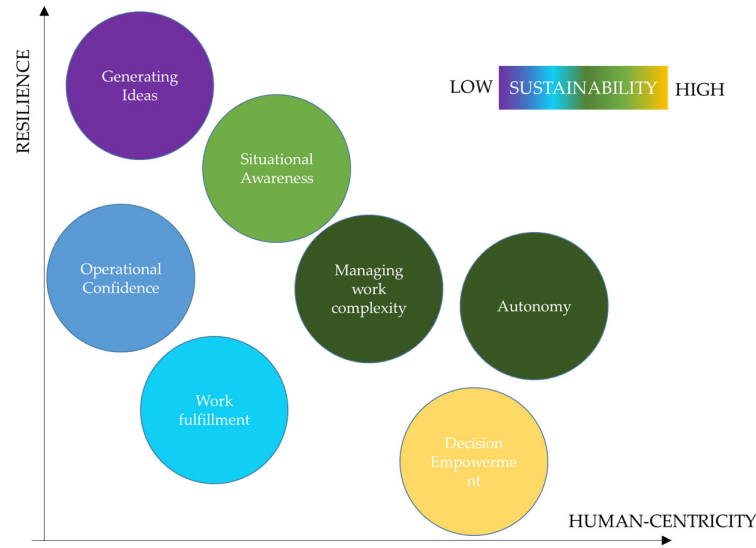 RESILIENCE
Generating
Ideas
LOW
SUSTAINABILITY
HIGH
Situational
Awareness
Operational
Confidence
Managing
work
complexity
Autonomy
Work
fulfillment
Decision
Empowerme
nt
HUMAN-CENTRICITY